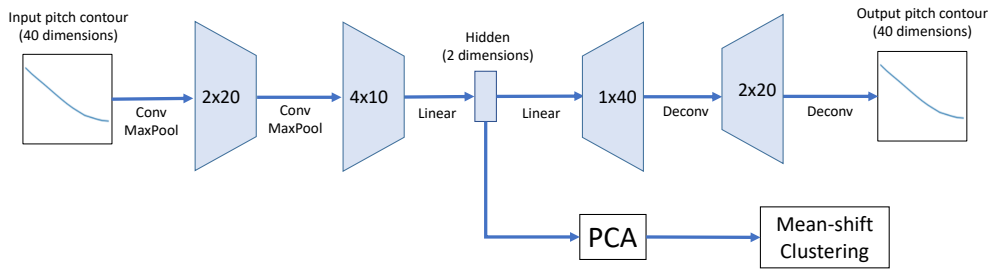 Input pitch contour
(40 dimensions)
Conv
MaxPool
2x20
Conv
MaxPool
4x10
Linear
Hidden
(2 dimensions)
Linear
1x40
Deconv
2x20
Deconv
Output pitch contour
(40 dimensions)
PCA
Mean-shift
Clustering